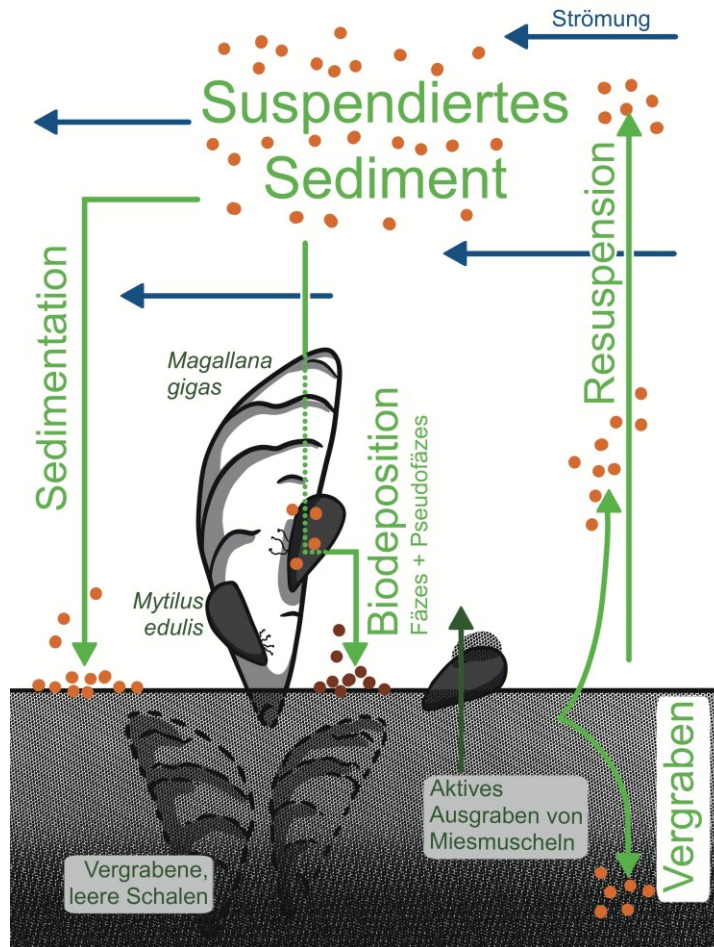 Strömung
Suspendiertes
Sediment
Resuspension
Sedimentation
Magallana
gigas
Biodeposition
Fäzes + Pseudofäzes
Mytilus
edulis
Aktives
Ausgraben von
Miesmuscheln
Vergraben
Vergrabene,
leere Schalen